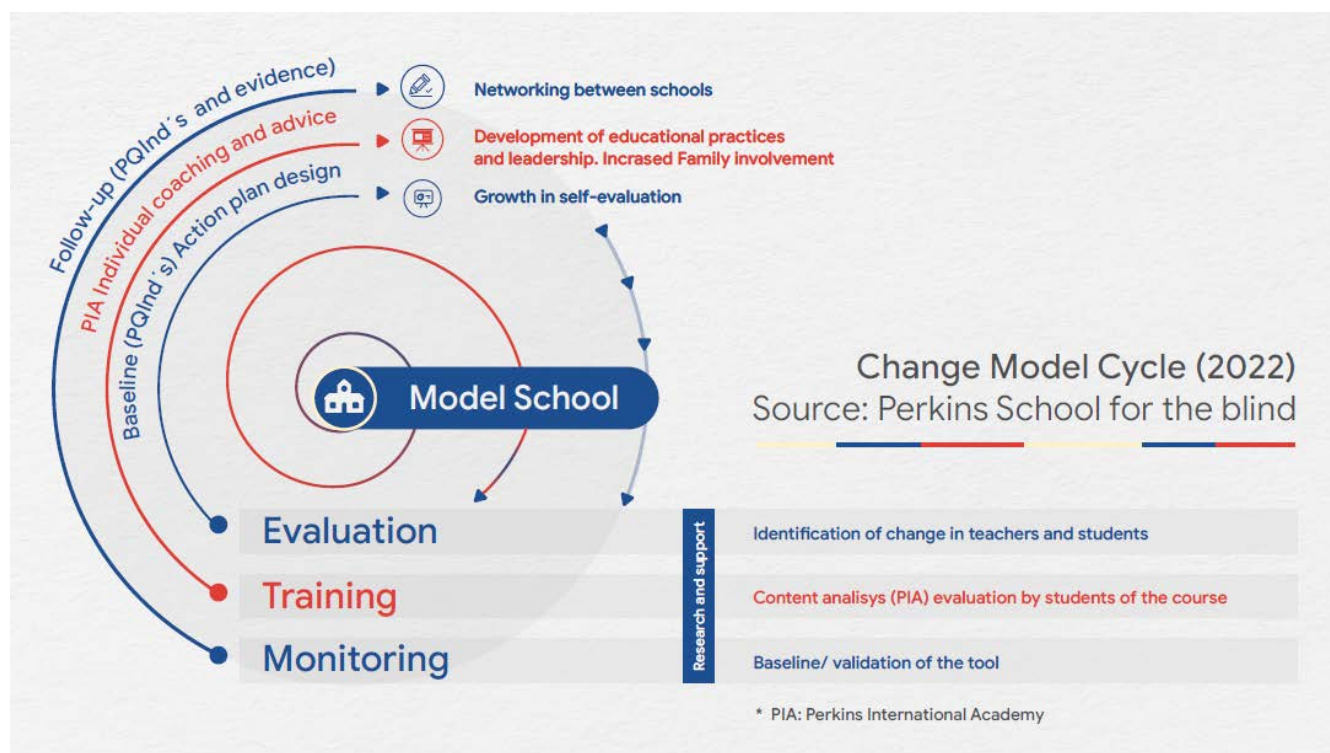 Follow-up (PQInd´s and evidence)
Networking between schools
PIA Individual coaching and advice
Development of educational practices
and leadership. Incrased Family involvement
Baseline (PQInd´s) Action plan design
Growth in self-evaluation
Model School
Change Model Cycle (2022)
Source: Perkins School for the blind
Evaluation
Training
Monitoring
Research and support
Identification of change in teachers and students
Content analisys (PIA) evaluation by students of the course
Baseline/ validation of the tool
* PIA: Perkins International Academy